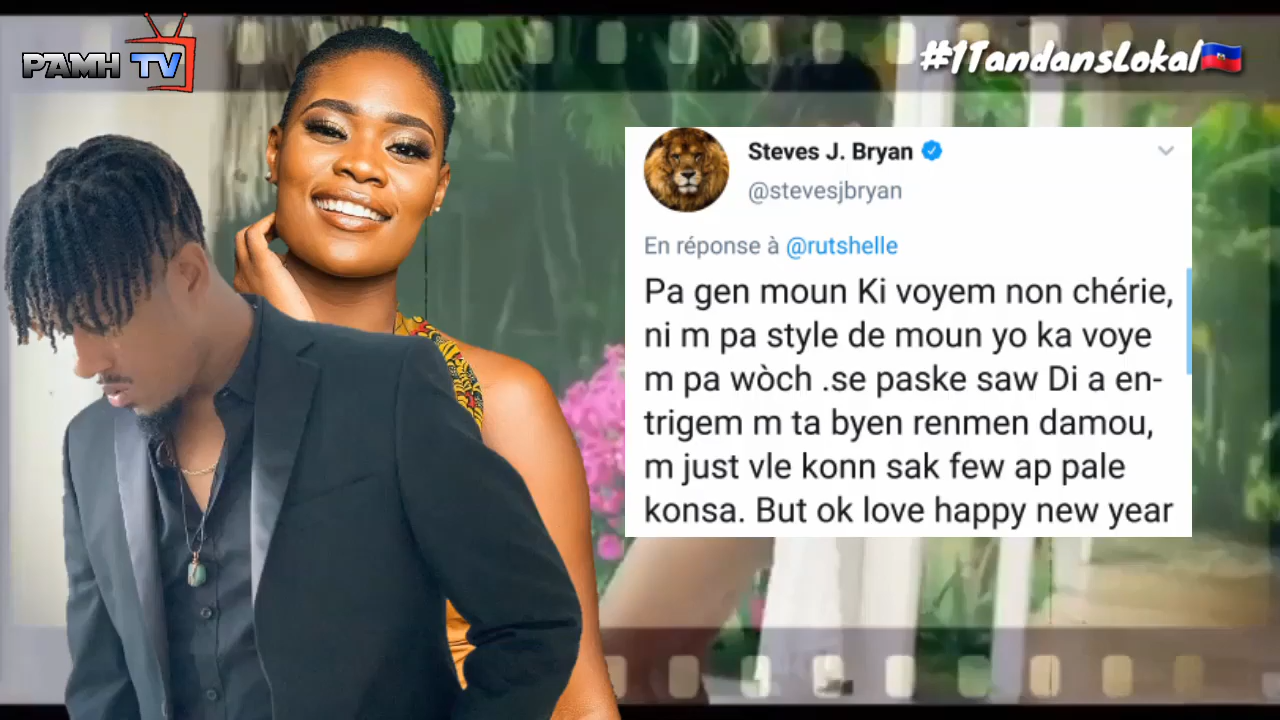 PAMH TV
#1TandansLokal
Steves J. Bryan
@stevesjbryan
En réponse à @rutshelle
Pa gen moun Ki voyem non chérie,
ni m pa style de moun yo ka voye
m pa wòch .se paske saw Di a en-
trigem m ta byen renmen damou,
m just vle konn sak few ap pale
konsa. But ok love happy new year